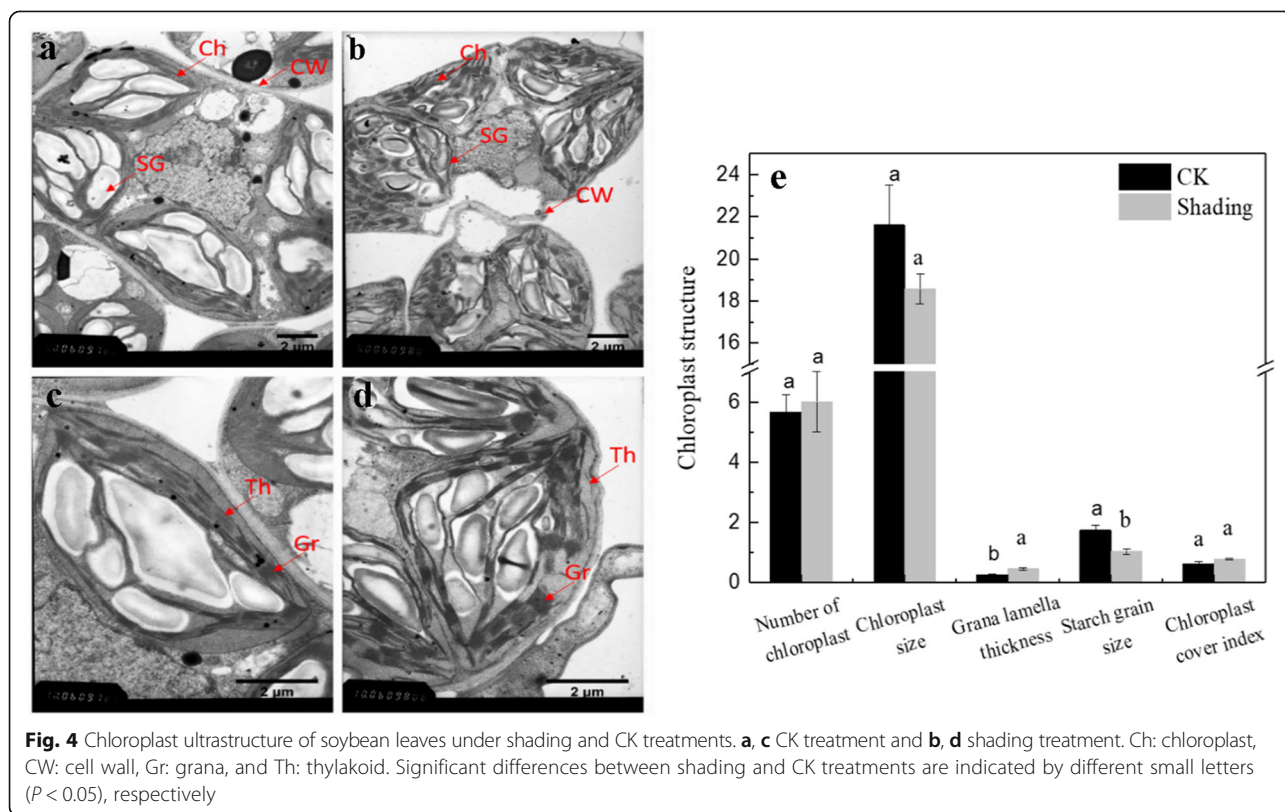 a
Ch
CW
SG
2 μm
b
Ch
SG
CW
2 μm
c
Th
Gr
2 μm
d
Th
Gr
2 μm
e
CK
Shading
Chloroplast structure
24
22
20
18
16
6
4
2
0
a
a
a
a
b
a
a
b
a
a
Number of
chloroplast
Chloroplast
size
Grana lamella
thickness
Starch grain
size
Chloroplast
cover index
Fig. 4 Chloroplast ultrastructure of soybean leaves under shading and CK treatments. a, c CK treatment and b, d shading treatment. Ch: chloroplast,
CW: cell wall, Gr: grana, and Th: thylakoid. Significant differences between shading and CK treatments are indicated by different small letters
(P < 0.05), respectively